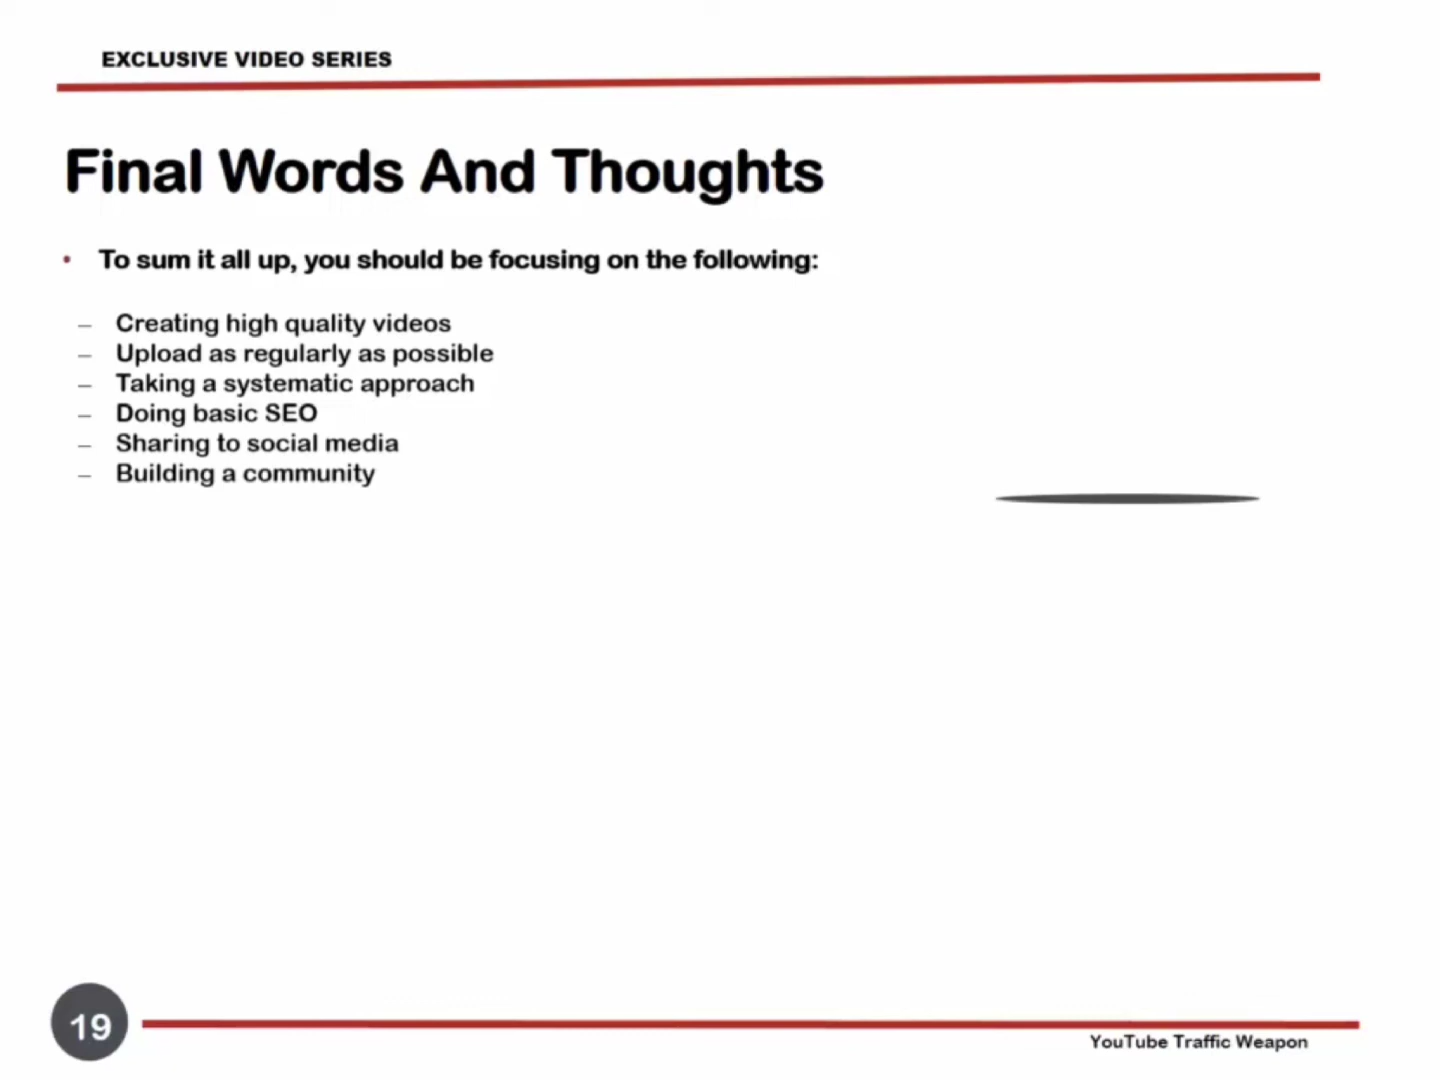 EXCLUSIVE VIDEO SERIES
Final Words And Thoughts
• To sum it all up, you should be focusing on the following:
– Creating high quality videos
– Upload as regularly as possible
– Taking a systematic approach
– Doing basic SEO
– Sharing to social media
– Building a community
19
YouTube Traffic Weapon